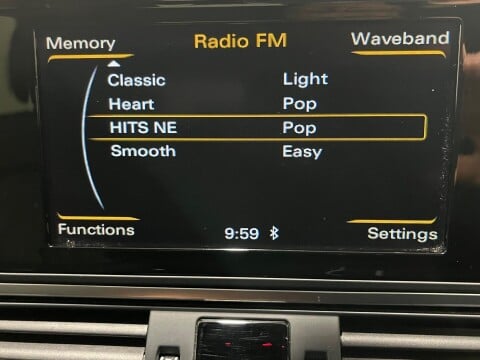 Memory Radio FM Waveband
Classic Light
Heart Pop
HITS NE Pop
Smooth Easy
Functions 9:59 Settings